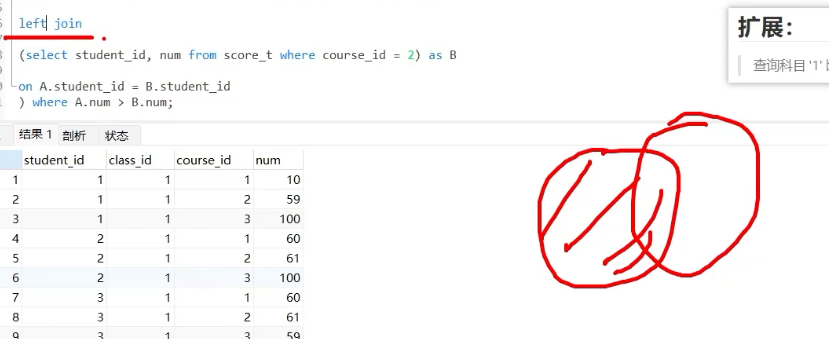 left join
(select student_id, num from score_t where course_id = 2) as B
on A.student_id = B.student_id
) where A.num > B.num;
扩展：
查询科目 '1'
结果 1 剖析 状态
student_id class_id course_id num
1 1 1 1 10
2 1 1 2 59
3 1 1 3 100
4 2 1 1 60
5 2 1 2 61
6 2 1 3 100
7 3 1 1 60
8 3 1 2 61
9 3 1 3 59